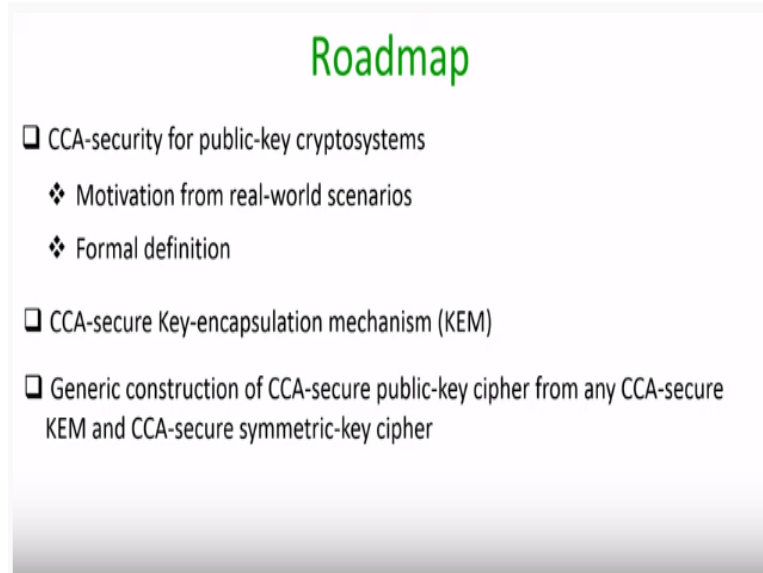 Roadmap
❑ CCA-security for public-key cryptosystems
❖ Motivation from real-world scenarios
❖ Formal definition
❑ CCA-secure Key-encapsulation mechanism (KEM)
❑ Generic construction of CCA-secure public-key cipher from any CCA-secure
KEM and CCA-secure symmetric-key cipher